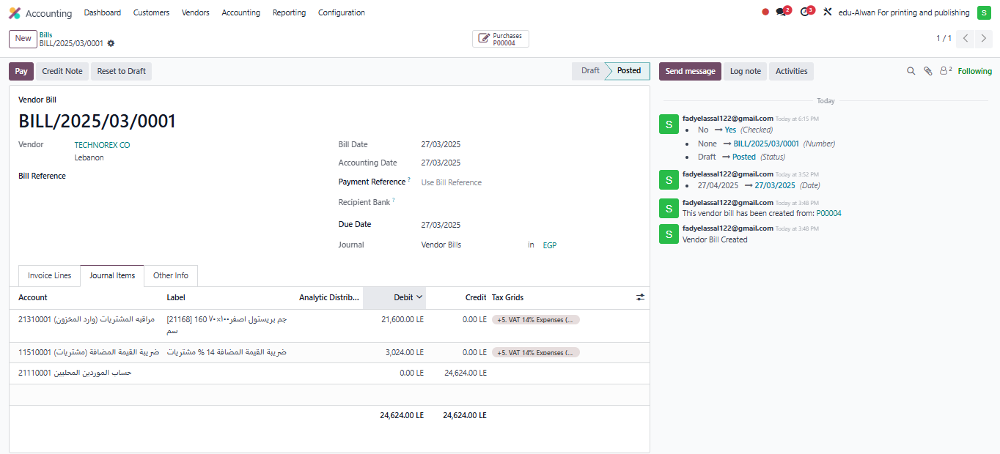 Accounting Dashboard Customers Vendors Accounting Reporting Configuration 2 3 edu-Alwan For printing and publishing S
New Bills
BILL/2025/03/0001
Purchases
P00004
1 / 1
Pay Credit Note Reset to Draft Draft Posted Send message Log note Activities 2 Following
Vendor Bill
BILL/2025/03/0001
Vendor TECHNOREX CO
Lebanon
Bill Reference
Bill Date 27/03/2025
Accounting Date 27/03/2025
Payment Reference ? Use Bill Reference
Recipient Bank ?
Due Date 27/03/2025
Journal Vendor Bills in EGP
Invoice Lines Journal Items Other Info
Account Label Analytic Distrib... Debit Credit Tax Grids
21310001 مراقبه المشتريات (وارد المخزون) [21168] جم بريستول اصفر١٠٠×٧٠ 160 21,600.00 LE 0.00 LE +5. VAT 14% Expenses (...
سم
11510001 ضريبة القيمة المضافة (مشتريات) ضريبة القيمة المضافة 14 % مشتريات 3,024.00 LE 0.00 LE +5. VAT 14% Expenses (...
21110001 حساب الموردين المحليين 0.00 LE 24,624.00 LE
24,624.00 LE 24,624.00 LE
Today
S
fadyelassal122@gmail.com Today at 6:15 PM
No → Yes (Checked)
None → BILL/2025/03/0001 (Number)
Draft → Posted (Status)
S
fadyelassal122@gmail.com Today at 3:52 PM
27/04/2025 → 27/03/2025 (Date)
S
fadyelassal122@gmail.com Today at 3:48 PM
This vendor bill has been created from: P00004
S
fadyelassal122@gmail.com Today at 3:48 PM
Vendor Bill Created